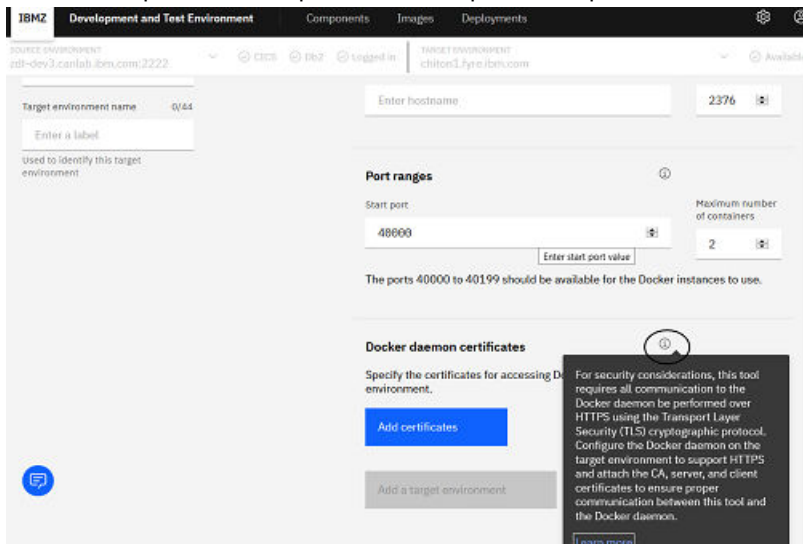 IBMZ Development and Test Environment Components Images Deployments
SOURCE ENVIRONMENT
zdt-dev3.canlab.ibm.com:2222 CICS Db2 Logged in
TARGET ENVIRONMENT
chiton1.fyre.ibm.com Available
Target environment name 0/44
Enter a label
Used to identify this target
environment
Enter hostname 2376
Port ranges
Start port
Maximum number
of containers
40000
2
Enter start port value
The ports 40000 to 40199 should be available for the Docker instances to use.
Docker daemon certificates
Specify the certificates for accessing
environment.
Add certificates
Add a target environment
For security considerations, this tool
requires all communication to the
Docker daemon be performed over
HTTPS using the Transport Layer
Security (TLS) cryptographic protocol.
Configure the Docker daemon on the
target environment to support HTTPS
and attach the CA, server, and client
certificates to ensure proper
communication between this tool and
the Docker daemon.
Learn more